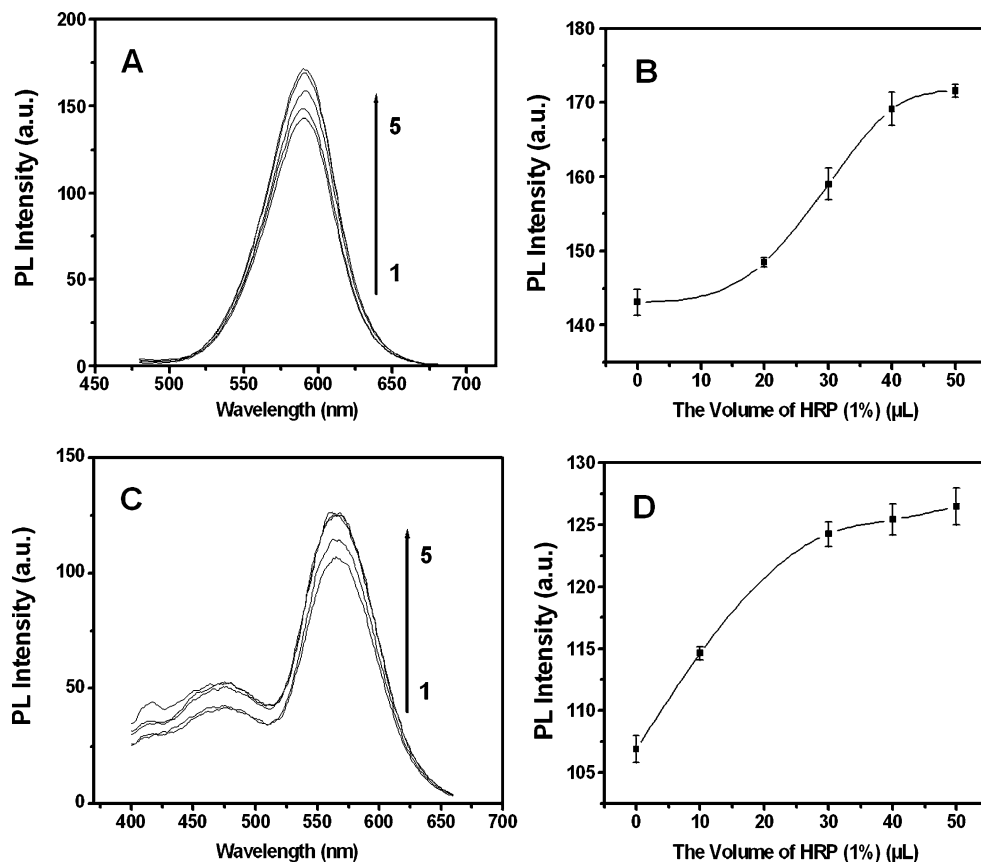 A
PL Intensity (a.u.)
200
150
100
50
0
5
1
450 500 550 600 650 700
Wavelength (nm)
B
PL Intensity (a.u.)
180
170
160
150
140
0 10 20 30 40 50
The Volume of HRP (1%) (µL)
C
PL Intensity (a.u.)
150
100
50
0
5
1
400 450 500 550 600 650 700
Wavelength (nm)
D
PL Intensity (a.u.)
130
125
120
115
110
105
0 10 20 30 40 50
The Volume of HRP (1%) (µL)